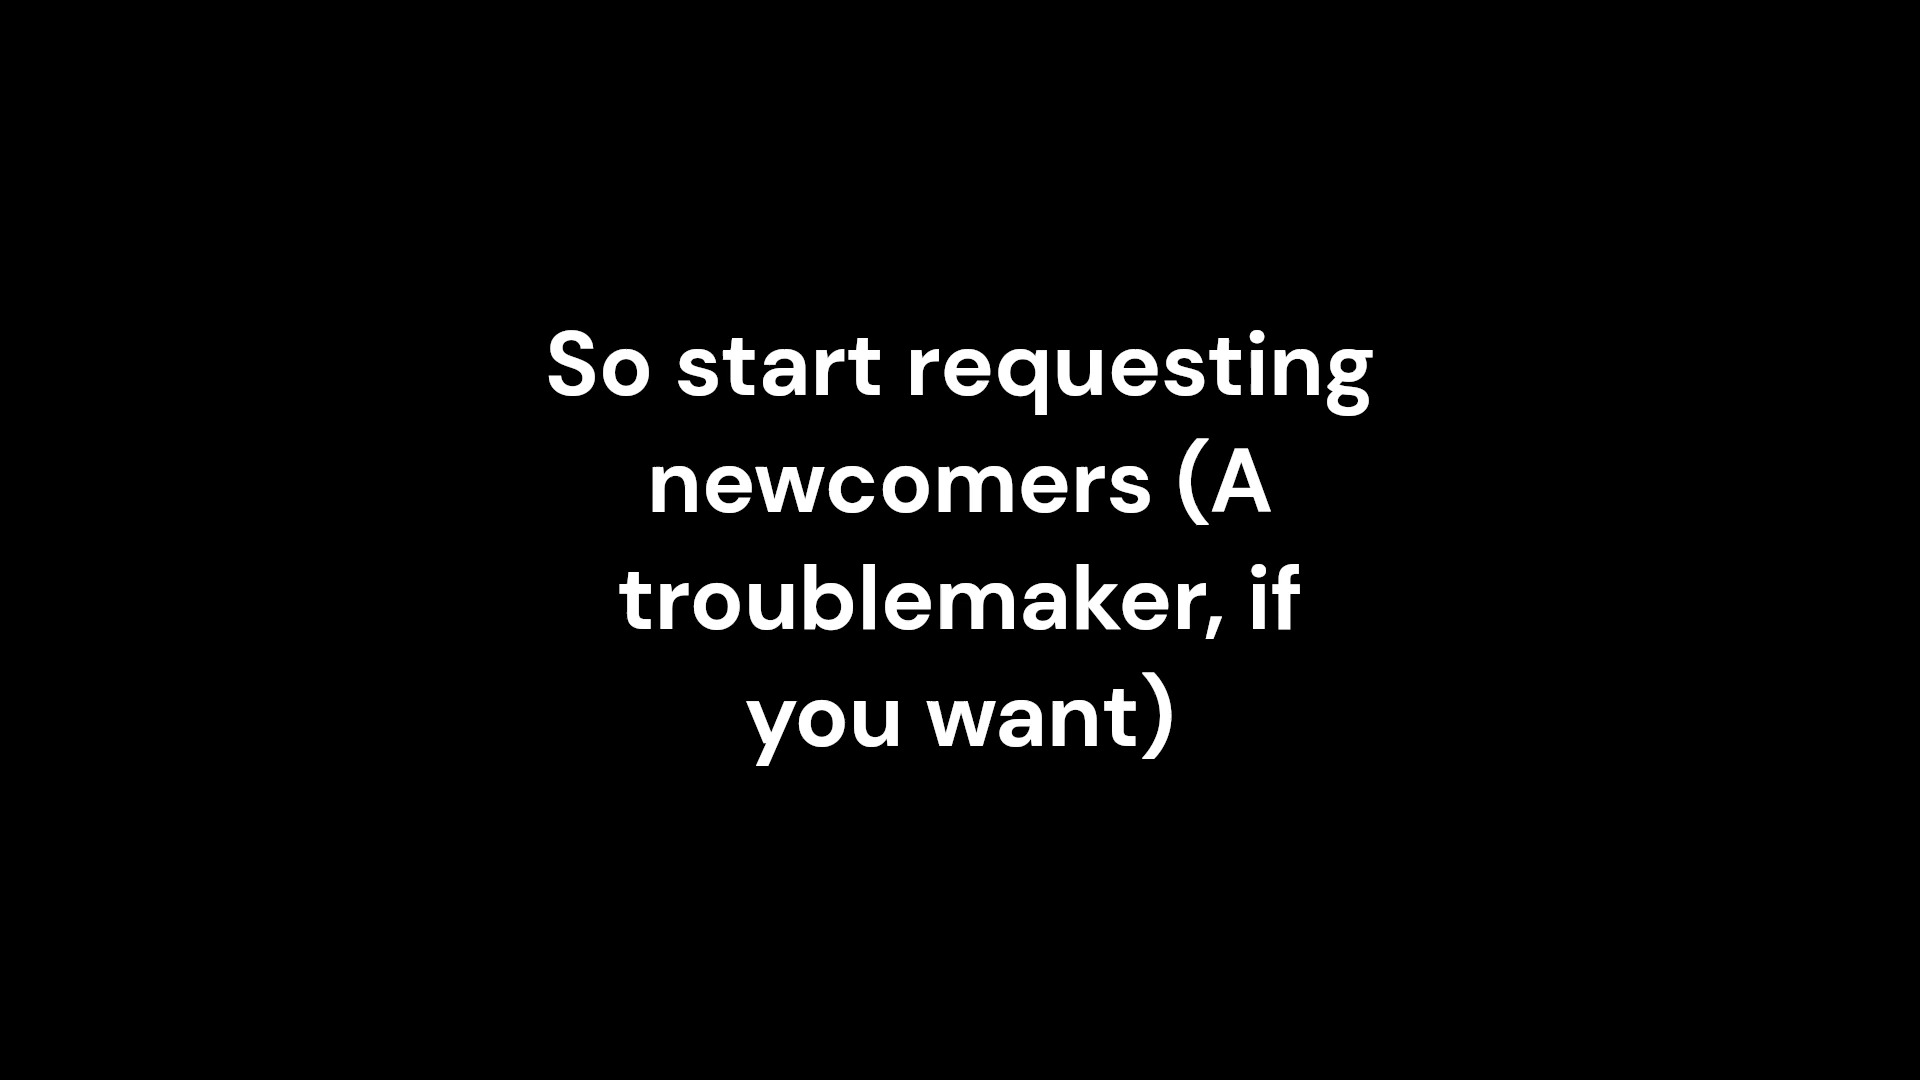 So start requesting
newcomers (A
troublemaker, if
you want)